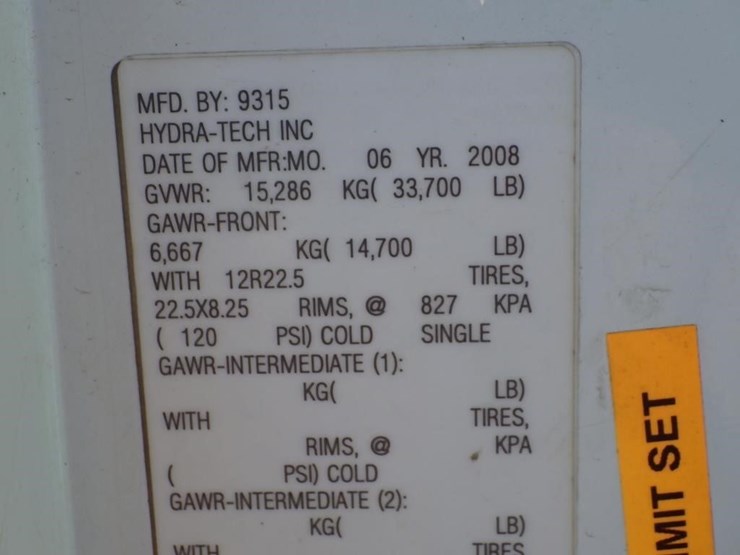 MFD. BY: 9315
HYDRA-TECH INC
DATE OF MFR:MO. 06 YR. 2008
GVWR: 15,286 KG( 33,700 LB)
GAWR-FRONT:
6,667 KG( 14,700 LB)
WITH 12R22.5 TIRES,
22.5X8.25 RIMS, @ 827 KPA
( 120 PSI) COLD SINGLE
GAWR-INTERMEDIATE (1):
KG( LB)
WITH TIRES,
RIMS, @ KPA
( PSI) COLD
GAWR-INTERMEDIATE (2):
KG( LB)
WITH TIRES
MIT SET